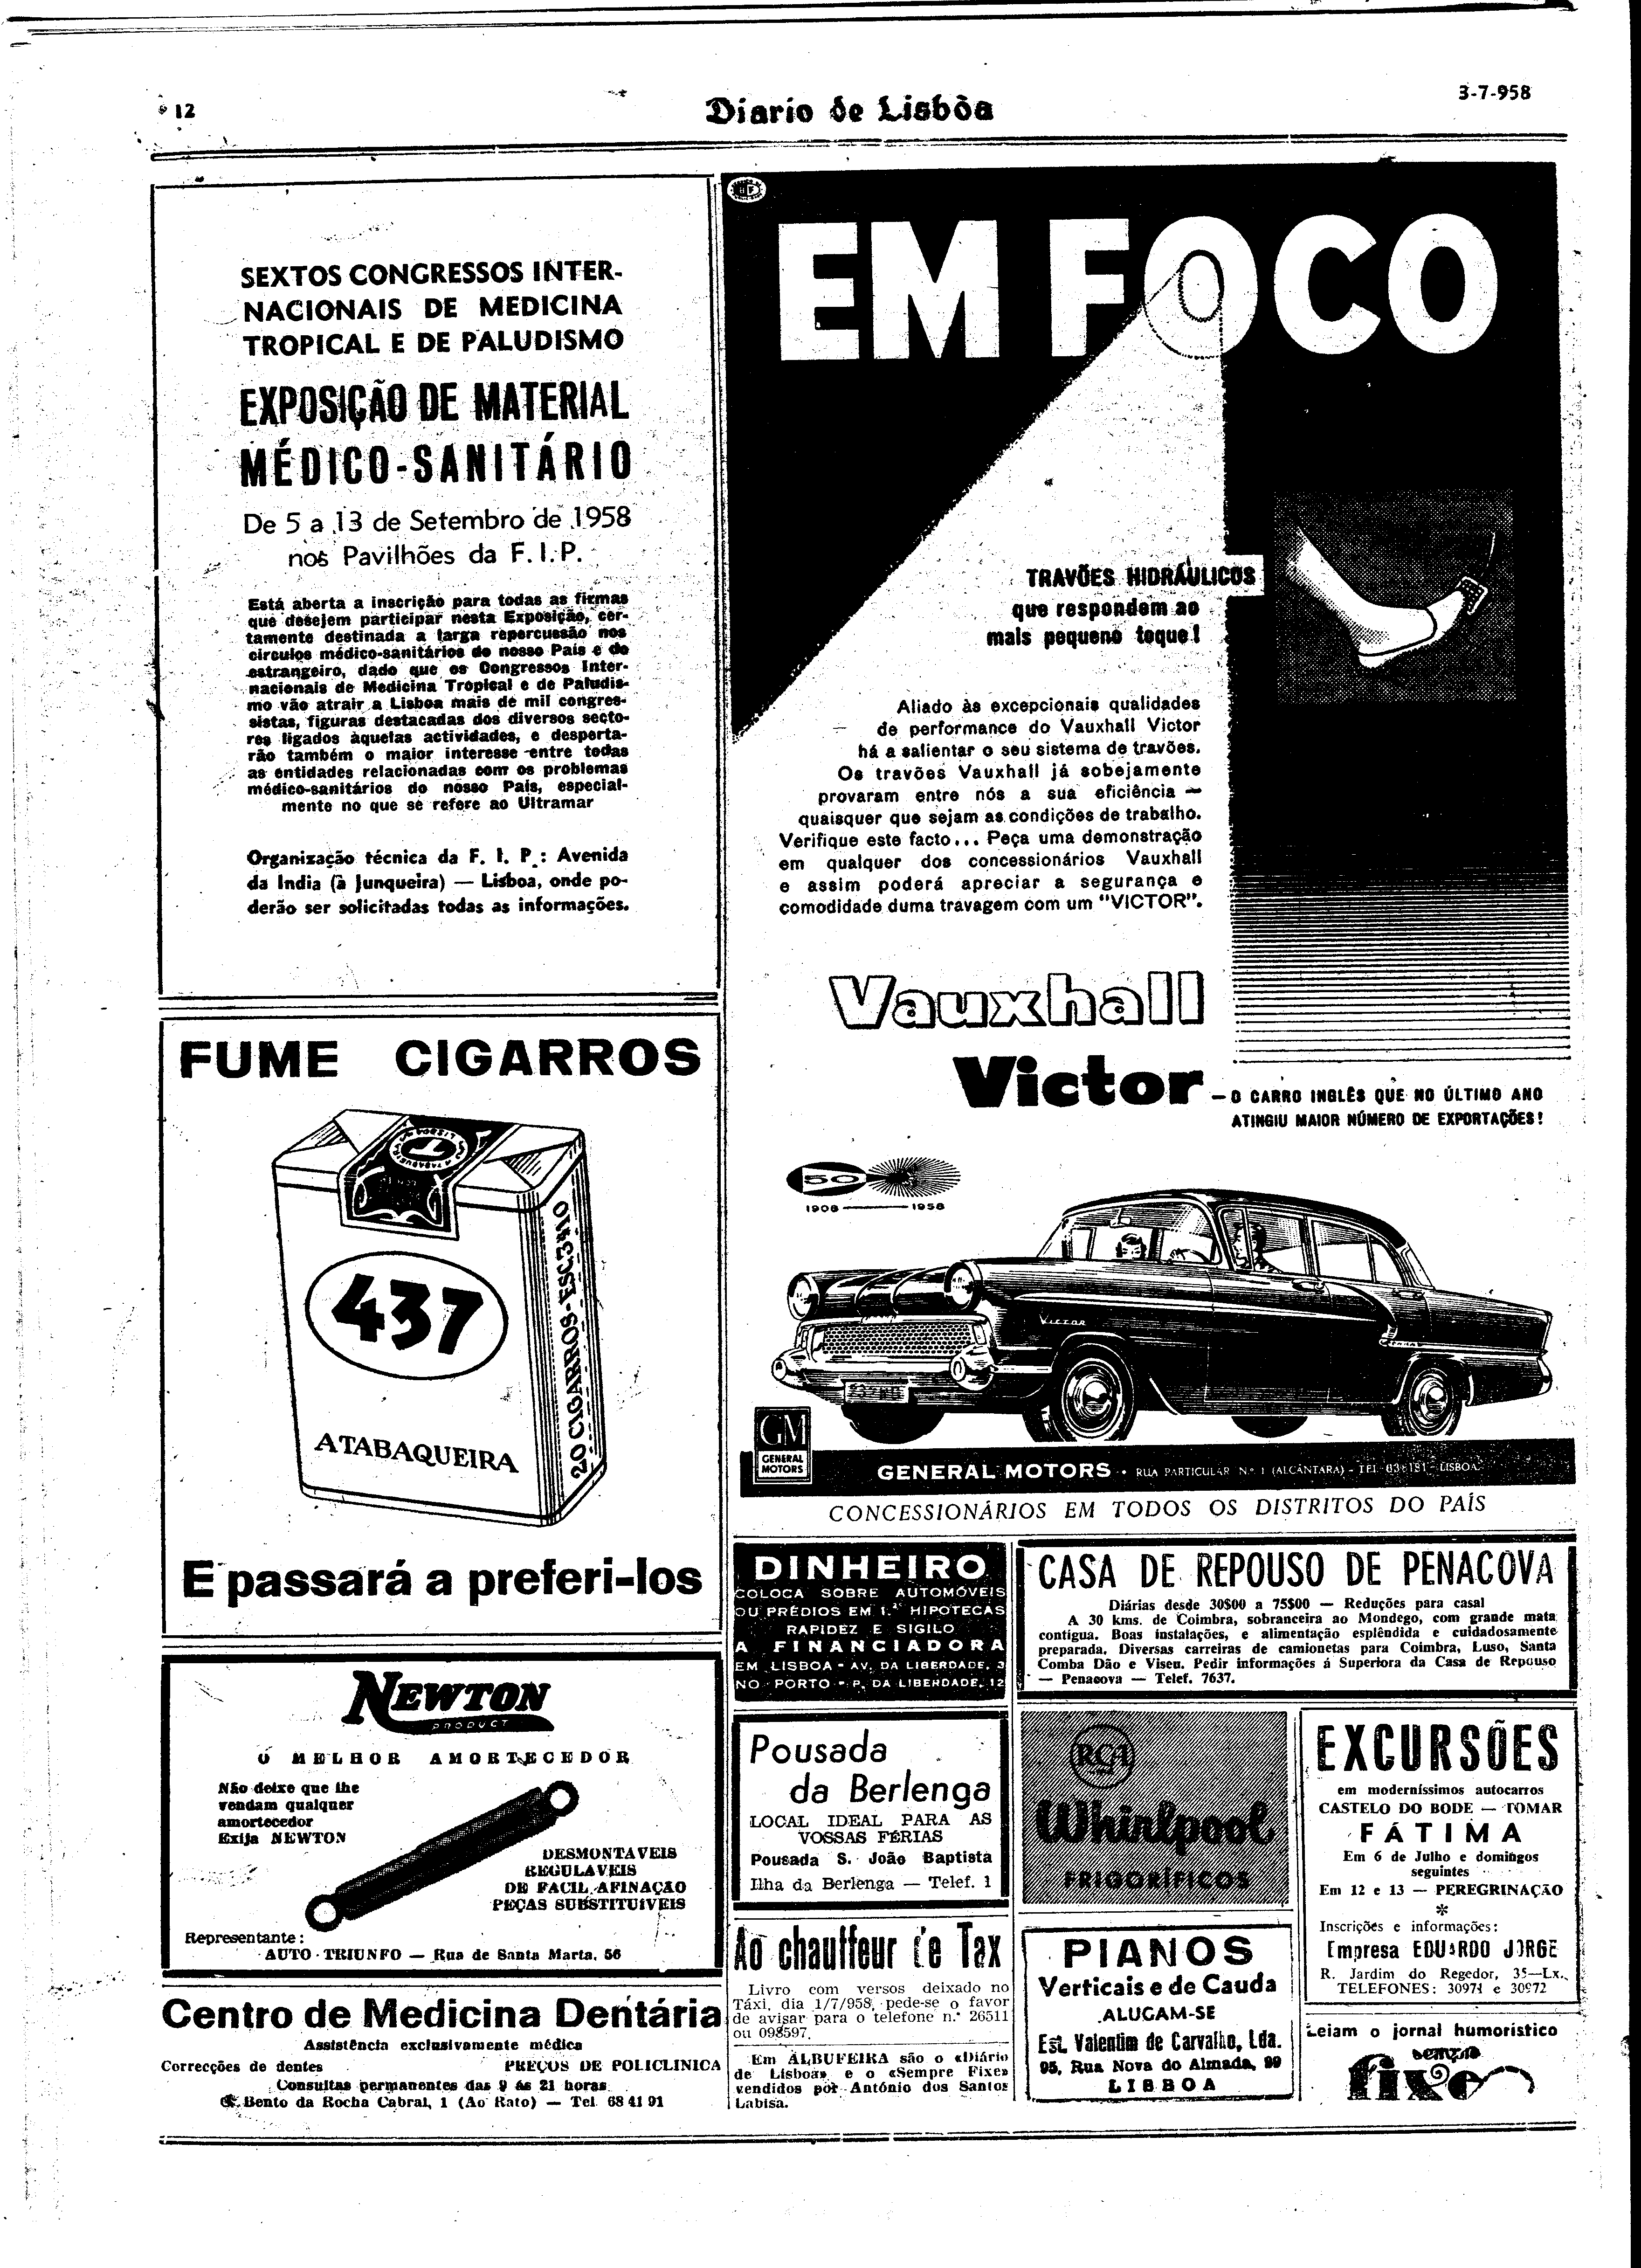 12
Diario de Lisbôa
3-7-958
SEXTOS CONGRESSOS INTER-
NACIONAIS DE MEDICINA
TROPICAL E DE PALUDISMO
EXPOSIÇÃO DE MATERIAL
MÉDICO-SANITÁRIO
De 5 a 13 de Setembro de 1958
nos Pavilhões da F. I. P.
Está aberta a inscrição para todas as firmas
que desejem participar nesta Exposição, cer-
tamente destinada a larga repercussão nos
círculos médico-sanitários do nosso País e do
estrangeiro, dado que os Congressos Inter-
nacionais de Medicina Tropical e de Paludis-
mo vão atrair a Lisboa mais de mil congres-
sistas, figuras destacadas dos diversos secto-
res ligados àquelas actividades, e desperta-
rão também o maior interesse entre todas
as entidades relacionadas com os problemas
médico-sanitários do nosso País, especial-
mente no que se refere ao Ultramar
Organização técnica da F. I. P.: Avenida
da Índia (à Junqueira) — Lisboa, onde po-
derão ser solicitadas todas as informações.
FUME CIGARROS
437
A TABAQUEIRA
20 CIGARROS-ESC.3$10
E passará a preferi-los
NEWTON
PRODUCT
O MELHOR AMORTECEDOR
Não deixe que lhe
vendam qualquer
amortecedor
Exija NEWTON
DESMONTAVEIS
REGULAVEIS
DE FACIL AFINAÇÃO
PEÇAS SUBSTITUIVEIS
Representante:
AUTO-TRIUNFO — Rua de Santa Marta, 56
Centro de Medicina Dentária
Assistência exclusivamente médica
Correcções de dentes PREÇOS DE POLICLINICA
Consultas permanentes das 9 às 21 horas
Bento da Rocha Cabral, 1 (Ao Rato) — Tel. 68 41 91
EM FOCO
TRAVÕES HIDRÁULICOS
que respondem ao
mais pequeno toque!
Aliado às excepcionais qualidades
de performance do Vauxhall Victor
há a salientar o seu sistema de travões.
Os travões Vauxhall já sobejamente
provaram entre nós a sua eficiência —
quaisquer que sejam as condições de trabalho.
Verifique este facto... Peça uma demonstração
em qualquer dos concessionários Vauxhall
e assim poderá apreciar a segurança e
comodidade duma travagem com um "VICTOR".
Vauxhall
Victor
— O CARRO INGLÊS QUE NO ÚLTIMO ANO
ATINGIU MAIOR NÚMERO DE EXPORTAÇÕES!
50
1908 — 1958
VICTOR
GM
GENERAL
MOTORS
GENERAL MOTORS • RUA PARTICULAR N.º 1 (ALCÂNTARA) - LISBOA
CONCESSIONÁRIOS EM TODOS OS DISTRITOS DO PAÍS
DINHEIRO
COLOCA SOBRE AUTOMÓVEIS
OU PRÉDIOS EM 1.ªˢ HIPOTECAS
RAPIDEZ E SIGILO
A FINANCIADORA
EM LISBOA - AV. DA LIBERDADE, 3
NO PORTO - P. DA LIBERDADE, 12
CASA DE REPOUSO DE PENACOVA
Diárias desde 30$00 a 75$00 — Reduções para casal
A 30 kms. de Coimbra, sobranceira ao Mondego, com grande mata
contígua. Boas instalações, e alimentação esplêndida e cuidadosamente
preparada. Diversas carreiras de camionetas para Coimbra, Luso, Santa
Comba Dão e Viseu. Pedir informações á Superiora da Casa de Repouso
— Penacova — Telef. 7637.
Pousada
da Berlenga
LOCAL IDEAL PARA AS
VOSSAS FÉRIAS
Pousada S. João Baptista
Ilha da Berlenga — Telef. 1
RCA
Whirlpool
FRIGORÍFICOS
EXCURSÕES
em moderníssimos autocarros
CASTELO DO BODE — TOMAR
FÁTIMA
Em 6 de Julho e domingos
seguintes
Em 12 e 13 — PEREGRINAÇÃO
*
Inscrições e informações:
Empresa EDUARDO JORGE
R. Jardim do Regedor, 35—Lx.
TELEFONES: 30971 e 30972
Ao chauffeur de Tax
Livro com versos deixado no
Táxi, dia 1/7/958, pede-se o favor
de avisar para o telefone n.º 26511
ou 098597.
Em ALBUFEIRA são o «Diário
de Lisboa» e o «Sempre Fixe»
vendidos por António dos Santos
Labisa.
PIANOS
Verticais e de Cauda
ALUGAM-SE
Est. Valentim de Carvalho, Lda.
95, Rua Nova do Almada, 99
LISBOA
Leiam o jornal humorístico
sempre
fixe